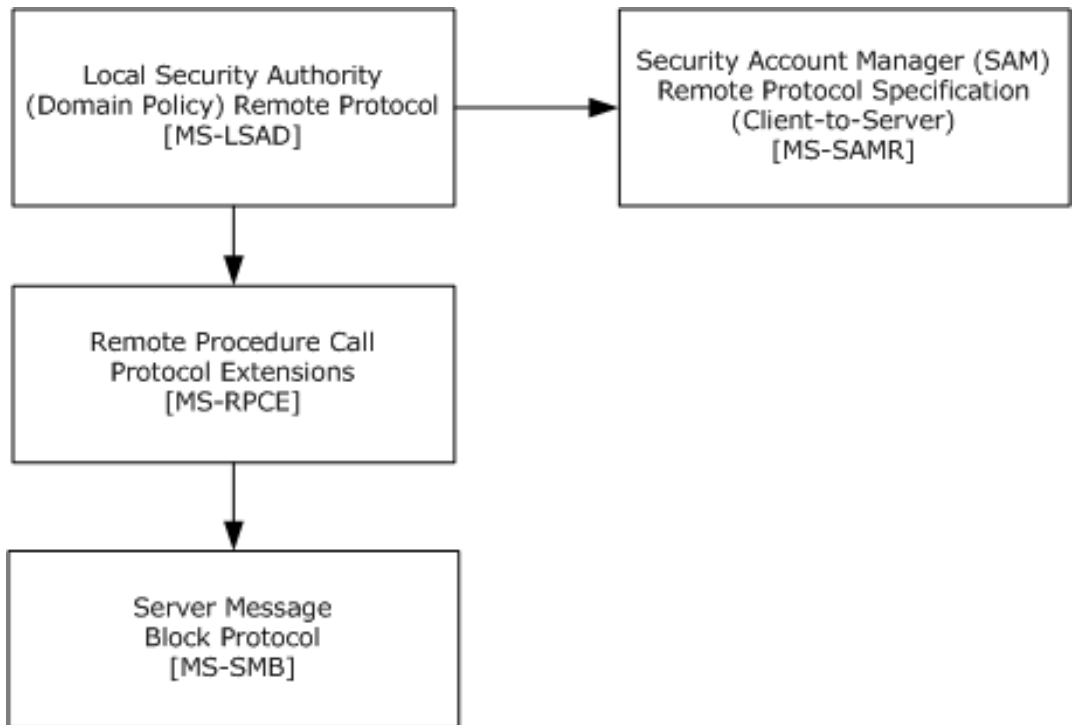 Local Security Authority
(Domain Policy) Remote Protocol
[MS-LSAD]
Security Account Manager (SAM)
Remote Protocol Specification
(Client-to-Server)
[MS-SAMR]
Remote Procedure Call
Protocol Extensions
[MS-RPCE]
Server Message
Block Protocol
[MS-SMB]